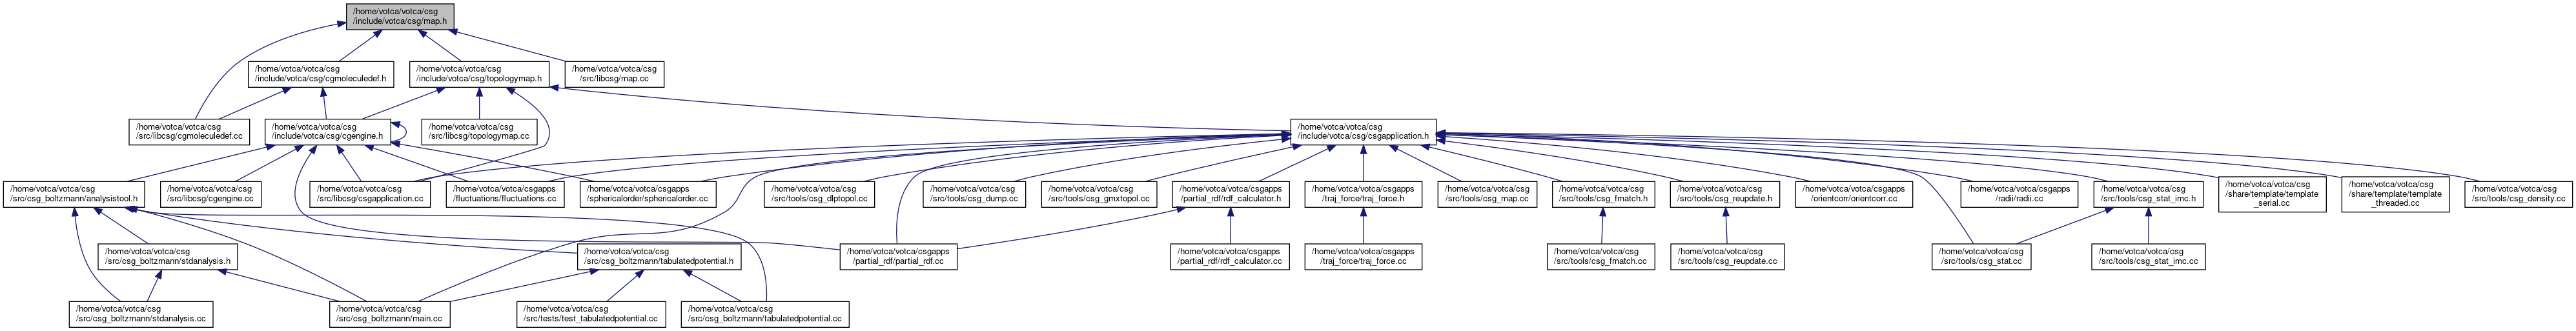 /home/votca/votca/csg
/include/votca/csg/map.h
/home/votca/votca/csg
/include/votca/csg/cgmoleculedef.h
/home/votca/votca/csg
/include/votca/csg/topologymap.h
/home/votca/votca/csg
/src/libcsg/map.cc
/home/votca/votca/csg
/src/libcsg/cgmoleculedef.cc
/home/votca/votca/csg
/include/votca/csg/cgengine.h
/home/votca/votca/csg
/src/libcsg/topologymap.cc
/home/votca/votca/csg
/include/votca/csg/csgapplication.h
/home/votca/votca/csg
/src/csg_boltzmann/analysistool.h
/home/votca/votca/csg
/src/libcsg/cgengine.cc
/home/votca/votca/csg
/src/libcsg/csgapplication.cc
/home/votca/votca/csgapps
/fluctuations/fluctuations.cc
/home/votca/votca/csgapps
/sphericalorder/sphericalorder.cc
/home/votca/votca/csg
/src/tools/csg_dlptopol.cc
/home/votca/votca/csg
/src/tools/csg_dump.cc
/home/votca/votca/csg
/src/tools/csg_gmxtopol.cc
/home/votca/votca/csgapps
/partial_rdf/rdf_calculator.h
/home/votca/votca/csgapps
/traj_force/traj_force.h
/home/votca/votca/csg
/src/tools/csg_map.cc
/home/votca/votca/csg
/src/tools/csg_fmatch.h
/home/votca/votca/csg
/src/tools/csg_reupdate.h
/home/votca/votca/csgapps
/orientcorr/orientcorr.cc
/home/votca/votca/csgapps
/radii/radii.cc
/home/votca/votca/csg
/src/tools/csg_stat_imc.h
/home/votca/votca/csg
/share/template/template
_serial.cc
/home/votca/votca/csg
/share/template/template
_threaded.cc
/home/votca/votca/csg
/src/tools/csg_density.cc
/home/votca/votca/csg
/src/csg_boltzmann/stdanalysis.h
/home/votca/votca/csg
/src/csg_boltzmann/tabulatedpotential.h
/home/votca/votca/csgapps
/partial_rdf/partial_rdf.cc
/home/votca/votca/csgapps
/partial_rdf/rdf_calculator.cc
/home/votca/votca/csgapps
/traj_force/traj_force.cc
/home/votca/votca/csg
/src/tools/csg_fmatch.cc
/home/votca/votca/csg
/src/tools/csg_reupdate.cc
/home/votca/votca/csg
/src/tools/csg_stat.cc
/home/votca/votca/csg
/src/tools/csg_stat_imc.cc
/home/votca/votca/csg
/src/csg_boltzmann/stdanalysis.cc
/home/votca/votca/csg
/src/csg_boltzmann/main.cc
/home/votca/votca/csg
/src/tests/test_tabulatedpotential.cc
/home/votca/votca/csg
/src/csg_boltzmann/tabulatedpotential.cc